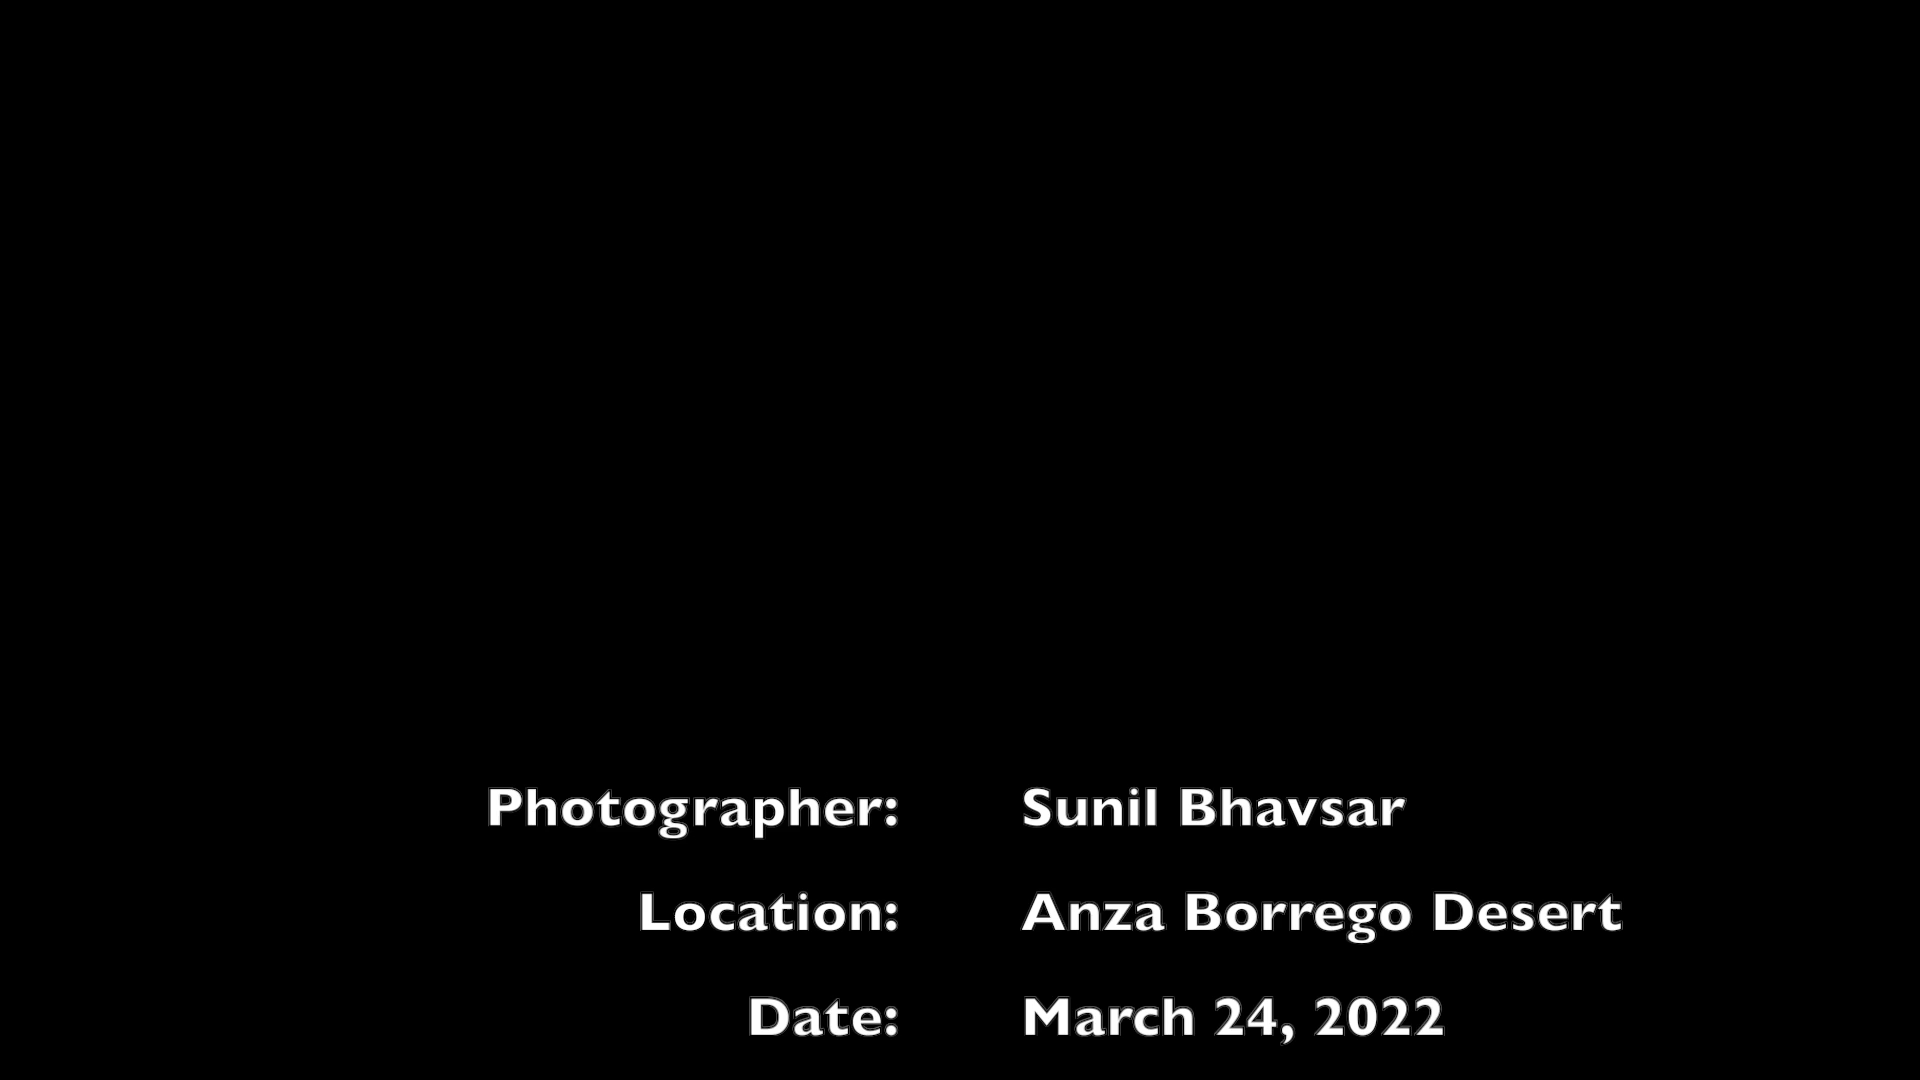 Photographer: Sunil Bhavsar
Location: Anza Borrego Desert
Date: March 24, 2022